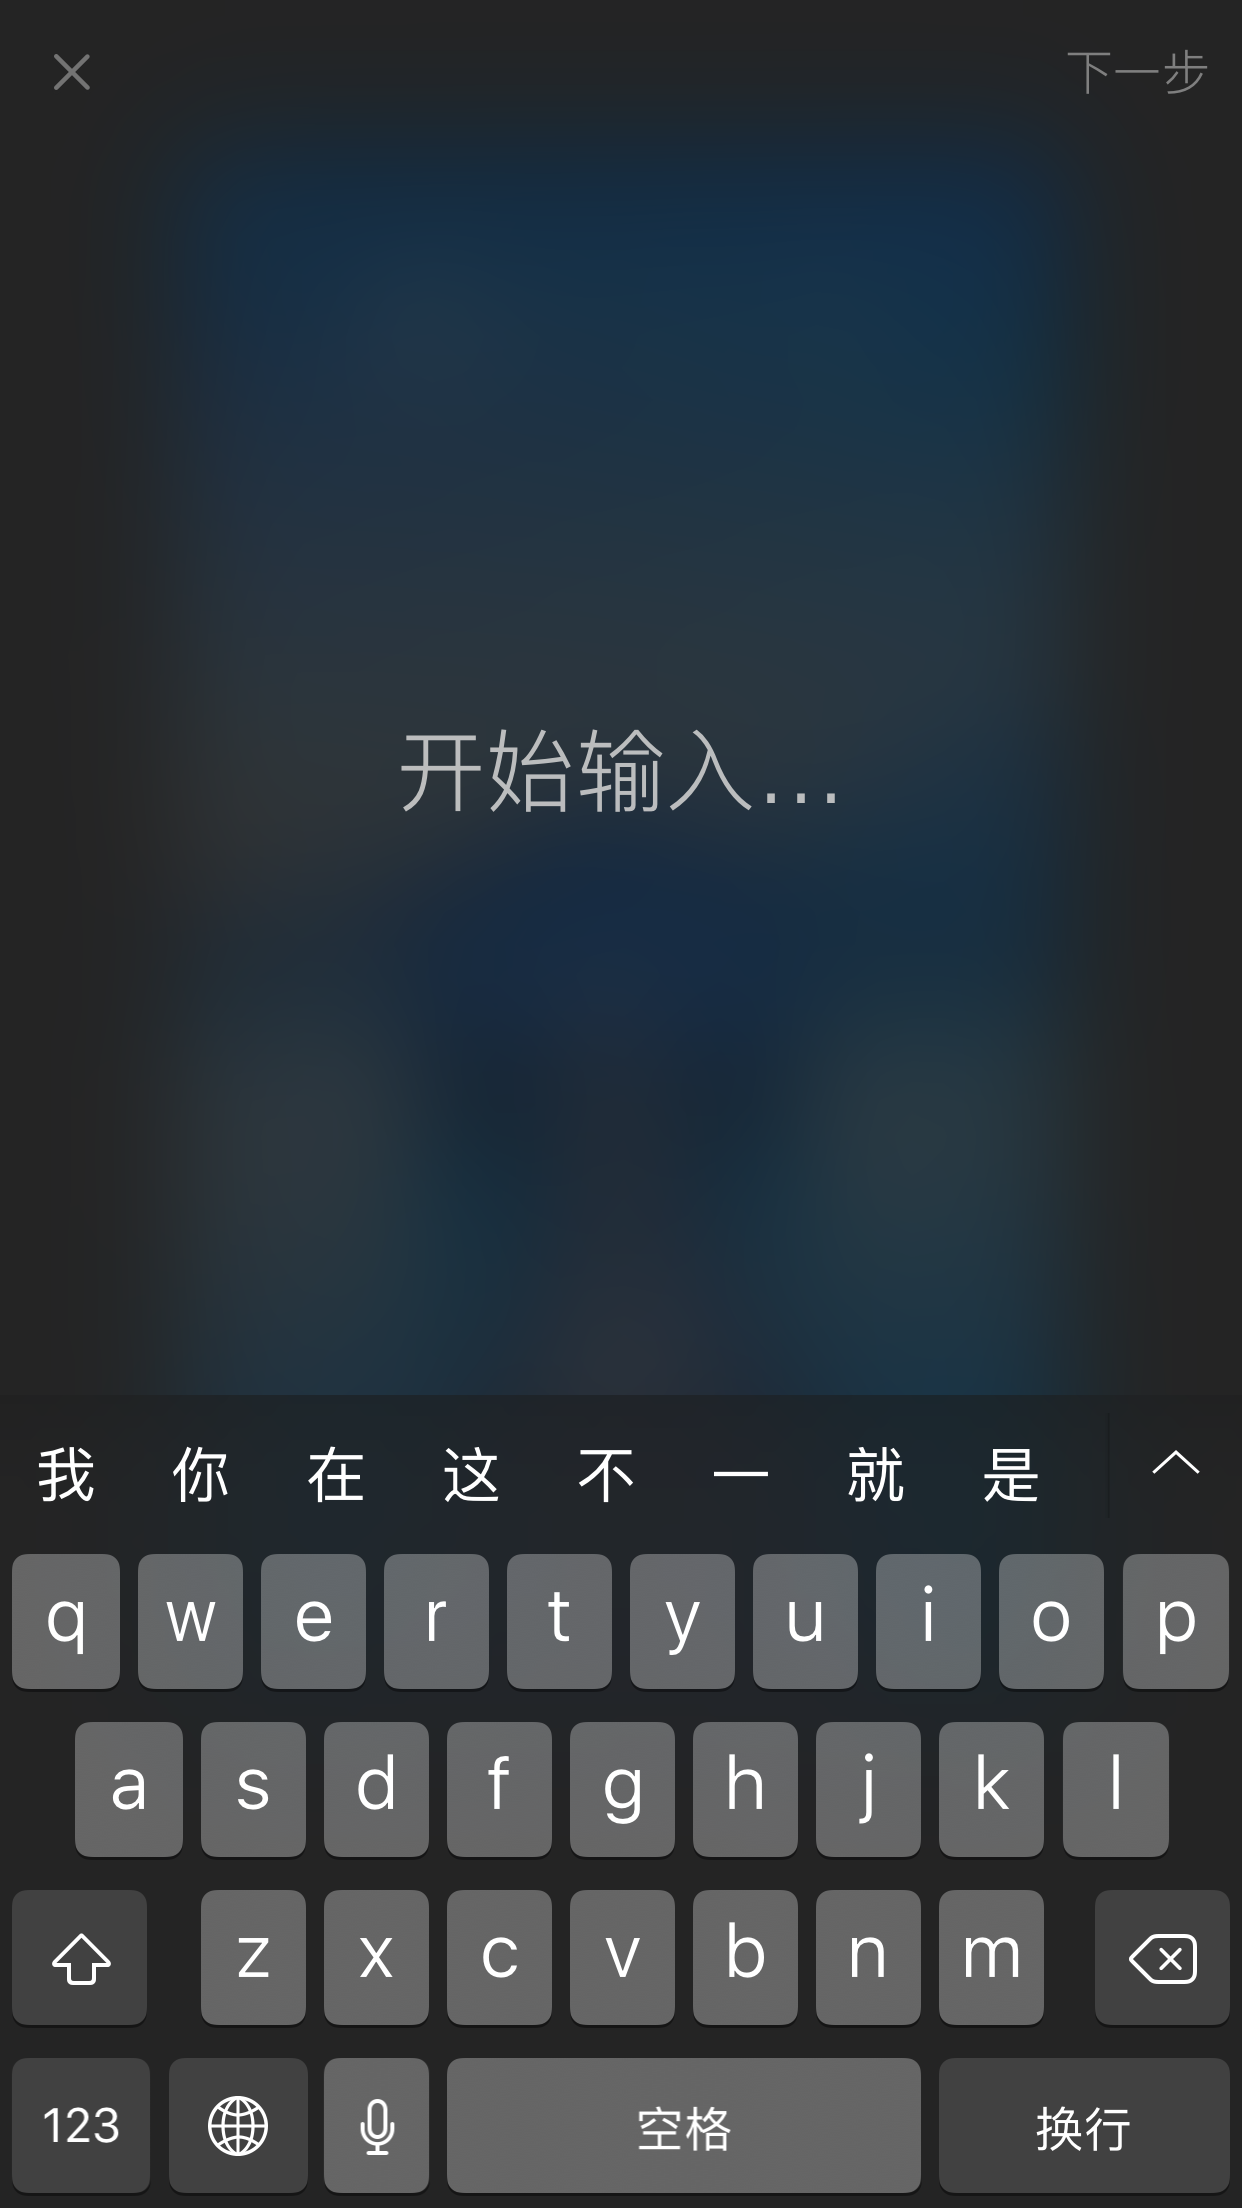 下一步
开始输入...
我 你 在 这 不 一 就 是
q w e r t y u i o p
a s d f g h j k l
z x c v b n m
123 空格 换行